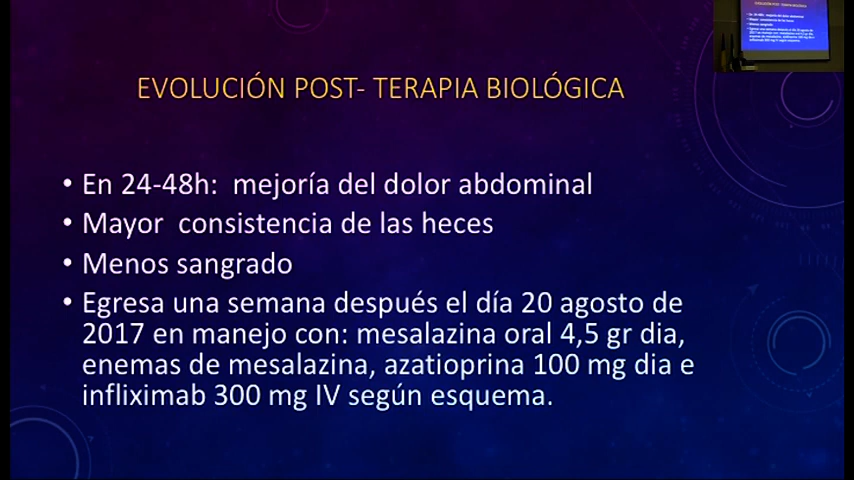 EVOLUCIÓN POST- TERAPIA BIOLÓGICA
• En 24-48h: mejoría del dolor abdominal
• Mayor consistencia de las heces
• Menos sangrado
• Egresa una semana después el día 20 agosto de
2017 en manejo con: mesalazina oral 4,5 gr dia,
enemas de mesalazina, azatioprina 100 mg dia e
infliximab 300 mg IV según esquema.